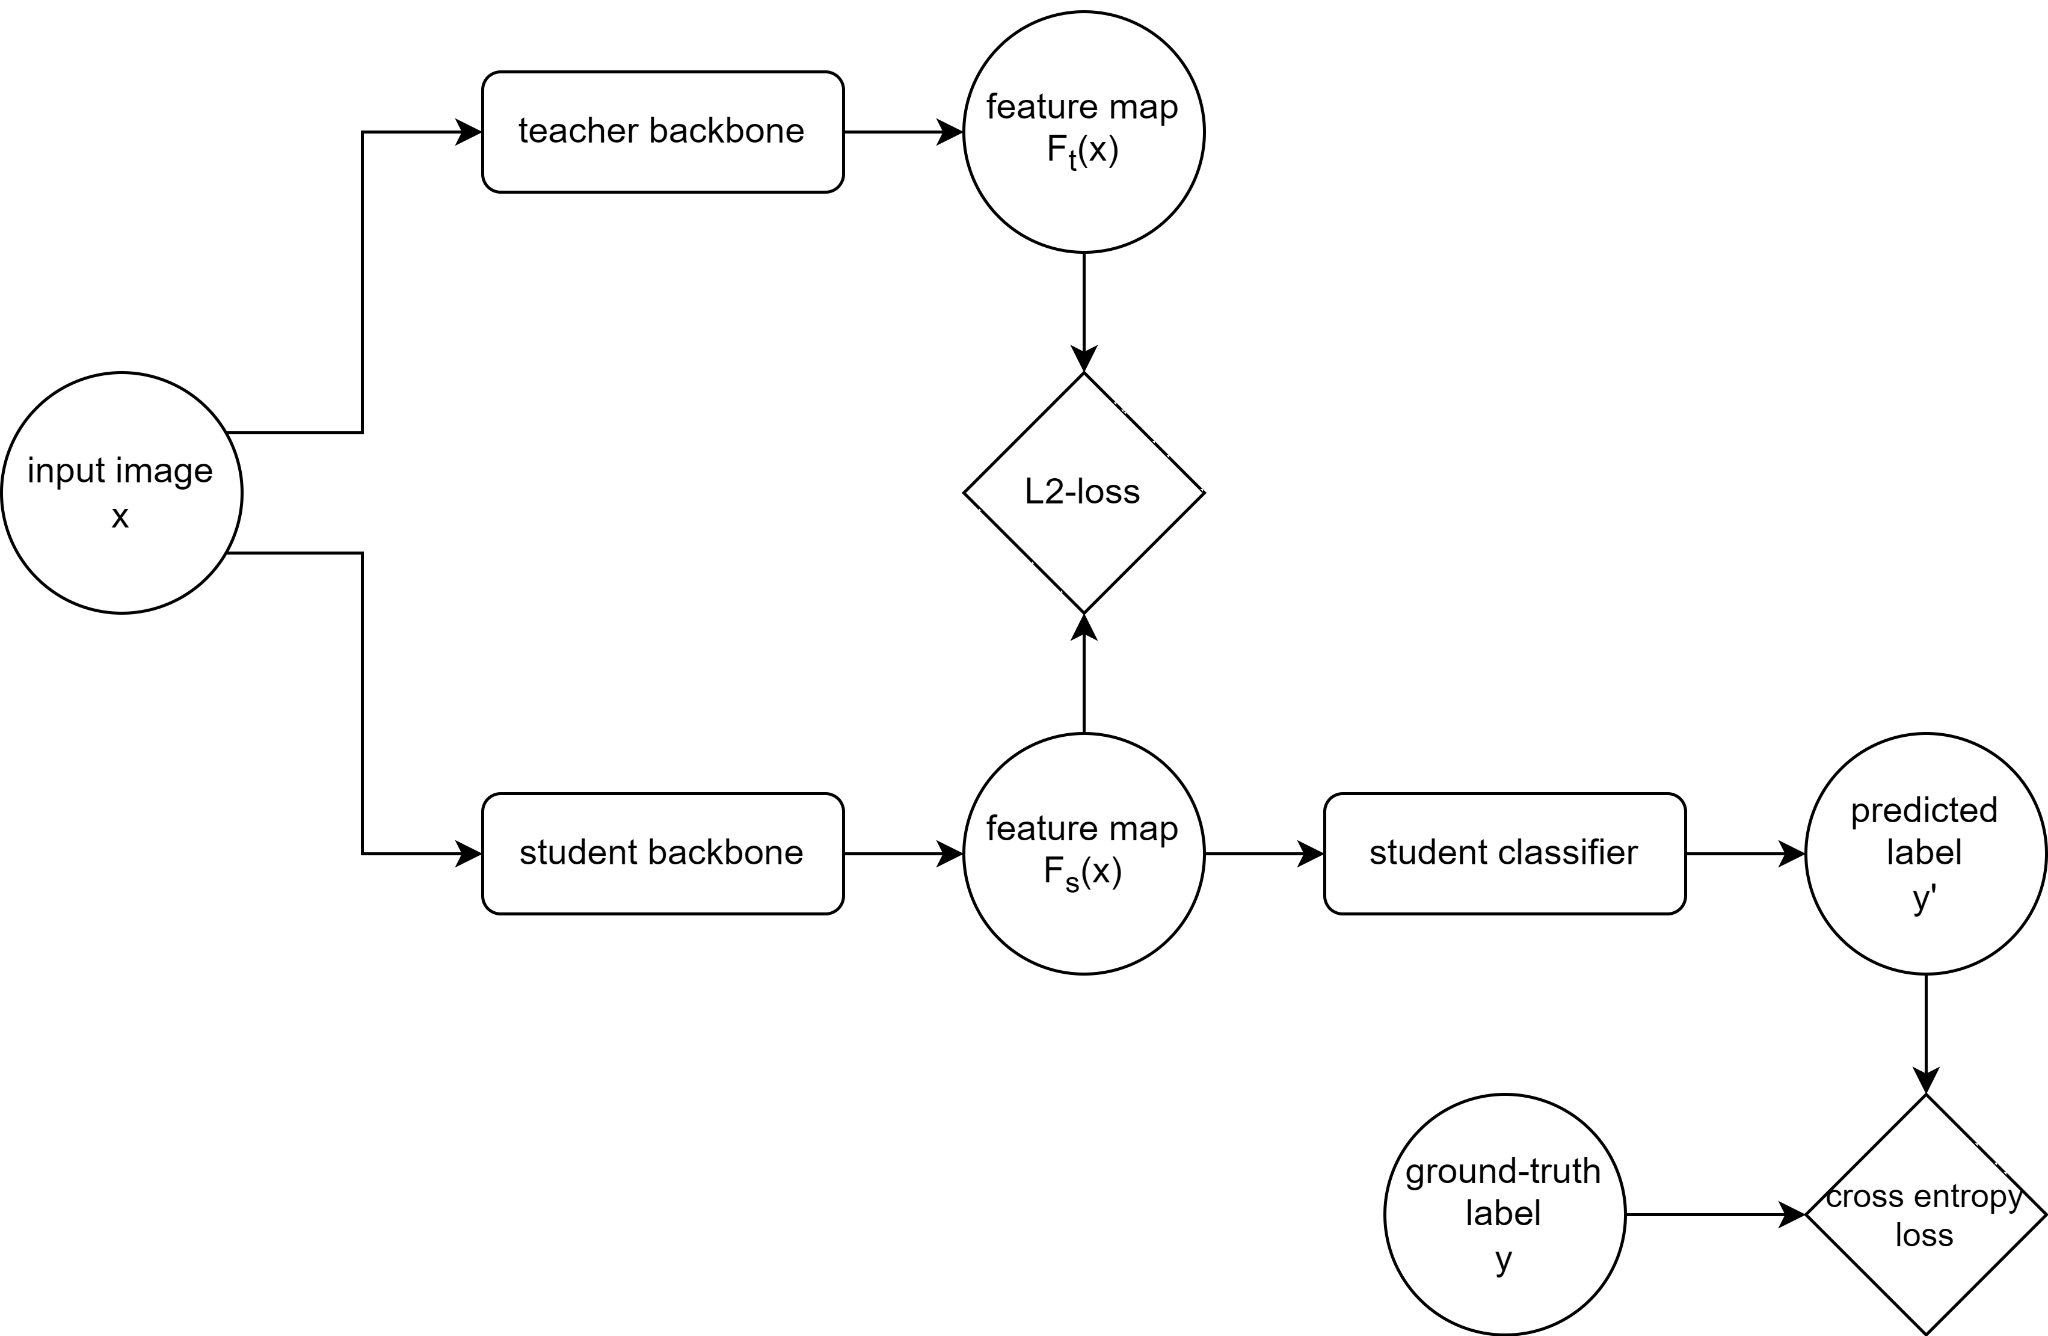 teacher backbone
feature map
Fₜ(x)
input image
x
L2-loss
student backbone
feature map
Fₛ(x)
student classifier
predicted
label
y'
ground-truth
label
y
cross entropy
loss